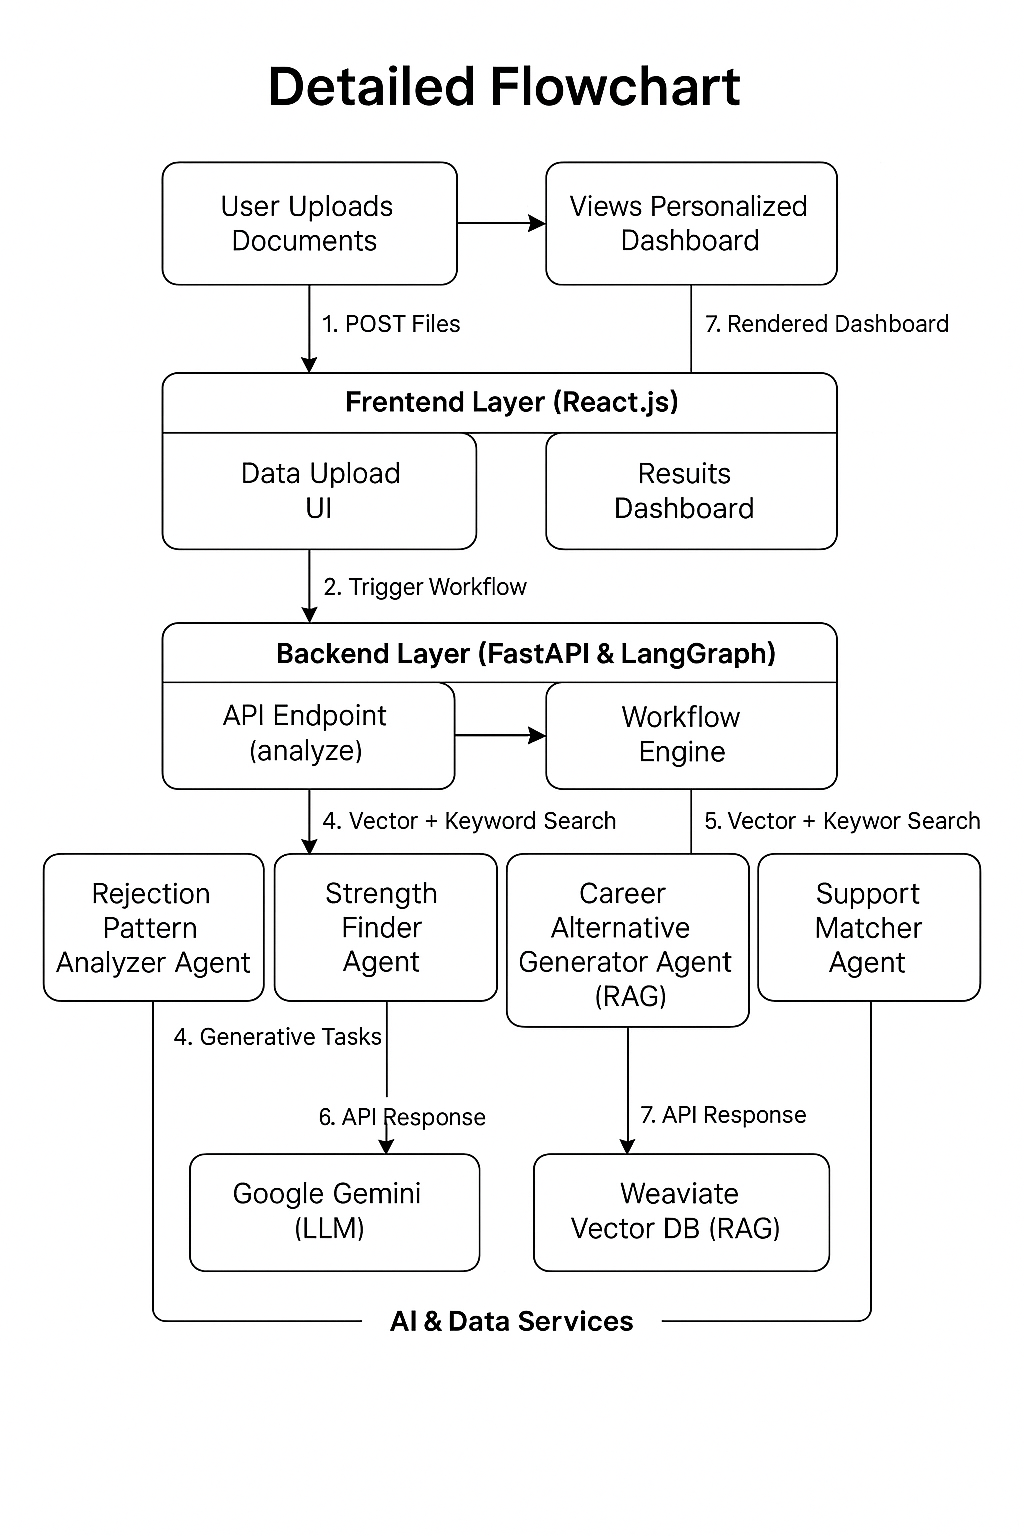 Detailed Flowchart
User Uploads
Documents
Views Personalized
Dashboard
1. POST Files
7. Rendered Dashboard
Frentend Layer (React.js)
Data Upload
UI
Resuits
Dashboard
2. Trigger Workflow
Backend Layer (FastAPI & LangGraph)
API Endpoint
(analyze)
Workflow
Engine
4. Vector + Keyword Search
5. Vector + Keywor Search
Rejection
Pattern
Analyzer Agent
Strength
Finder
Agent
Career
Alternative
Generator Agent
(RAG)
Support
Matcher
Agent
4. Generative Tasks
6. API Response
7. API Response
Google Gemini
(LLM)
Weaviate
Vector DB (RAG)
AI & Data Services